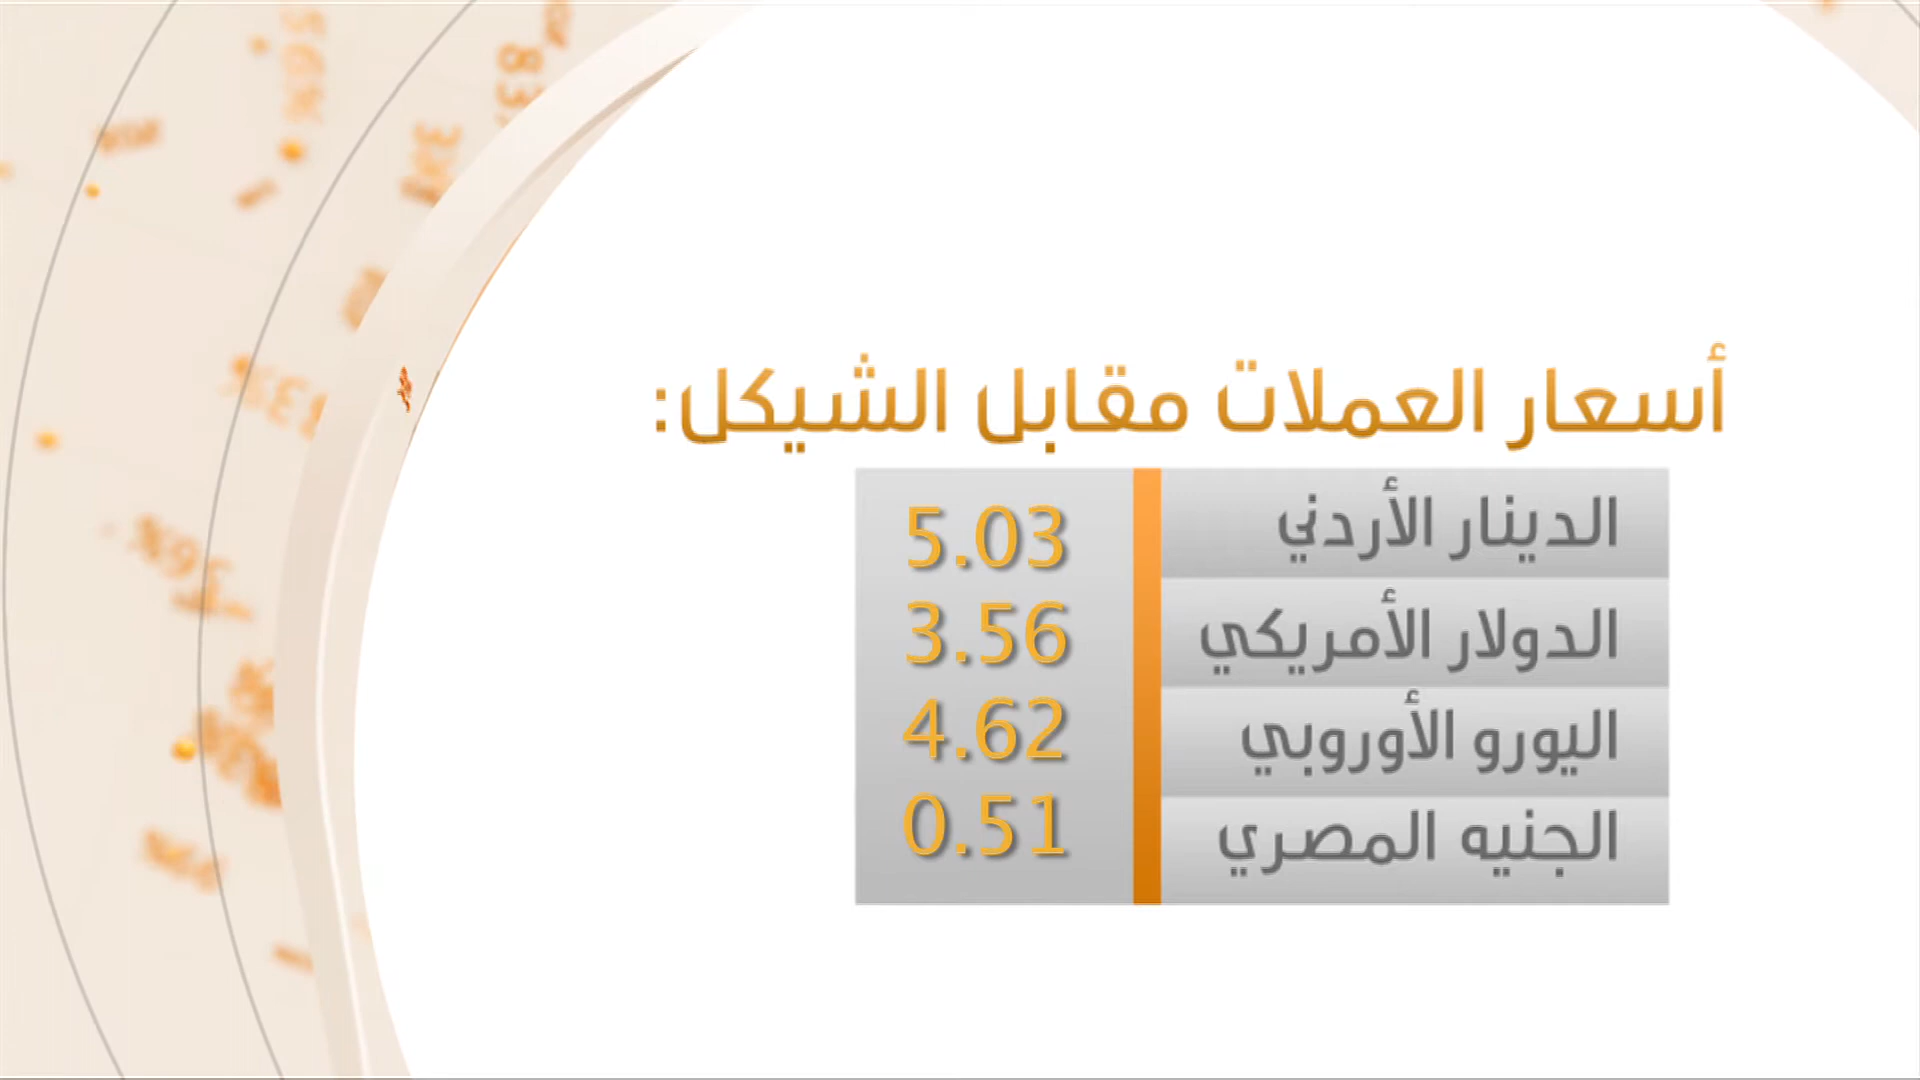 أسعار العملات مقابل الشيكل:
الدينار الأردني 5.03
الدولار الأمريكي 3.56
اليورو الأوروبي 4.62
الجنيه المصري 0.51